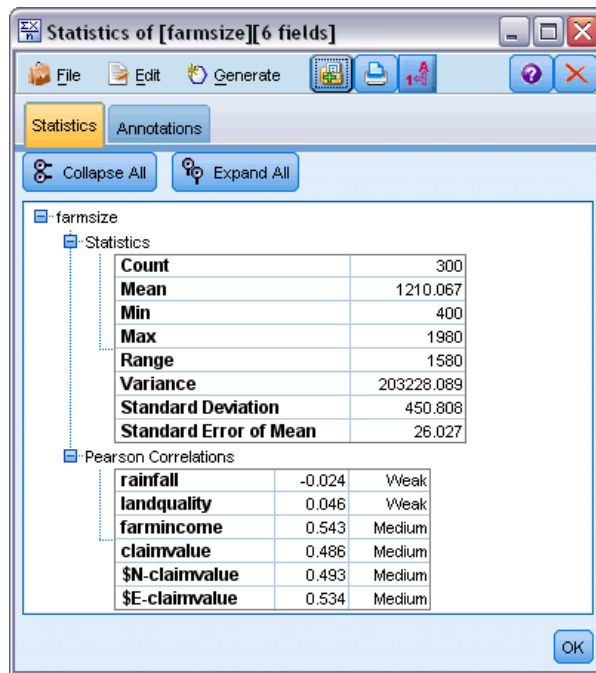 Statistics of [farmsize][6 fields]
File Edit Generate
Statistics Annotations
Collapse All Expand All
farmsize
Statistics
Count 300
Mean 1210.067
Min 400
Max 1980
Range 1580
Variance 203228.089
Standard Deviation 450.808
Standard Error of Mean 26.027
Pearson Correlations
rainfall -0.024 Weak
landquality 0.046 Weak
farmincome 0.543 Medium
claimvalue 0.486 Medium
$N-claimvalue 0.493 Medium
$E-claimvalue 0.534 Medium
OK